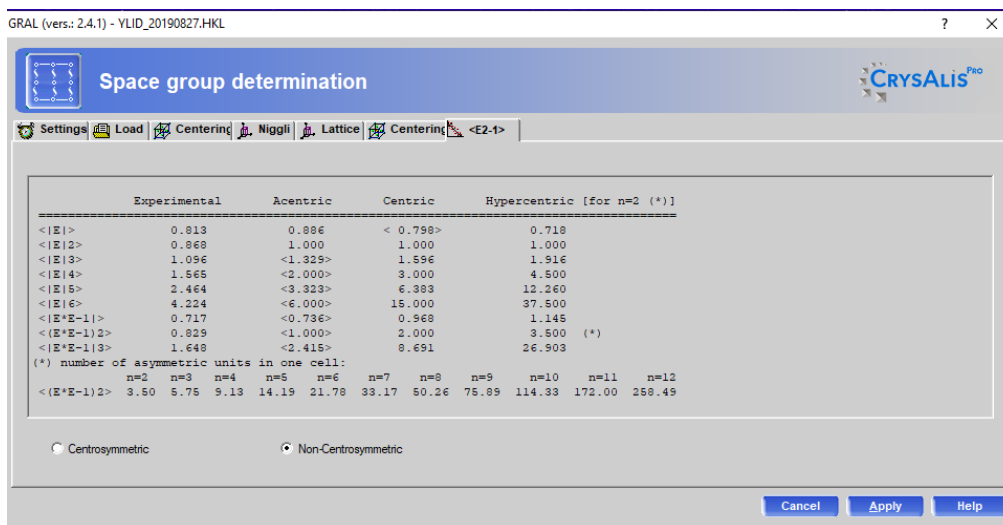 GRAL (vers.: 2.4.1) - YLID_20190827.HKL ? X
Space group determination
CRYSALIS PRO
Settings Load Centering Niggli Lattice Centering <E2-1>
Experimental Acentric Centric Hypercentric [for n=2 (*)]
<|E|> 0.813 0.886 < 0.798> 0.718
<|E|2> 0.868 1.000 1.000 1.000
<|E|3> 1.096 <1.329> 1.596 1.916
<|E|4> 1.565 <2.000> 3.000 4.500
<|E|5> 2.464 <3.323> 6.383 12.260
<|E|6> 4.224 <6.000> 15.000 37.500
<|E*E-1|> 0.717 <0.736> 0.968 1.145
<(E*E-1)2> 0.829 <1.000> 2.000 3.500 (*)
<|E*E-1|3> 1.648 <2.415> 8.691 26.903
(*) number of asymmetric units in one cell:
n=2 n=3 n=4 n=5 n=6 n=7 n=8 n=9 n=10 n=11 n=12
<(E*E-1)2> 3.50 5.75 9.13 14.19 21.78 33.17 50.26 75.89 114.33 172.00 258.49
Centrosymmetric Non-Centrosymmetric
Cancel Apply Help